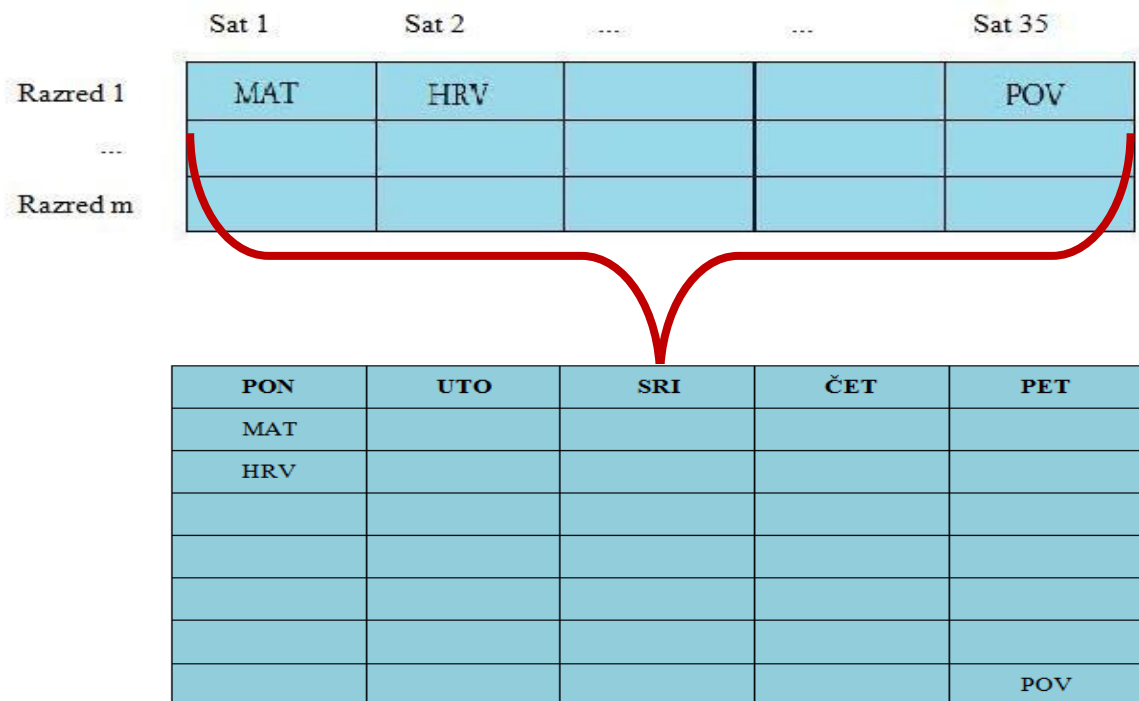 Sat 1 Sat 2 ... ... Sat 35
Razred 1 MAT HRV POV
...
Razred m
PON UTO SRI ČET PET
MAT
HRV
POV